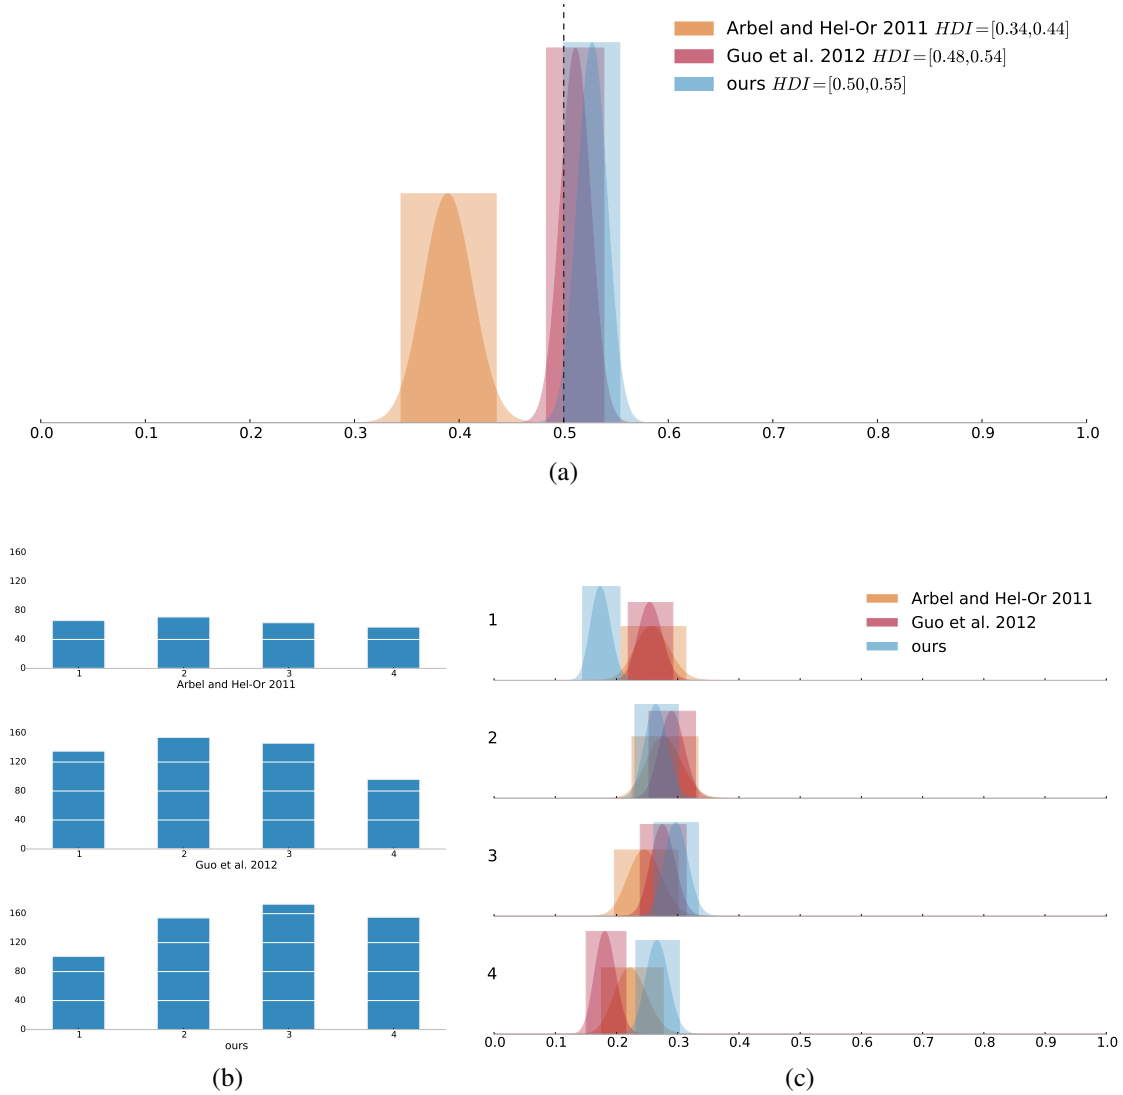 Arbel and Hel-Or 2011 HDI=[0.34,0.44]
Guo et al. 2012 HDI=[0.48,0.54]
ours HDI=[0.50,0.55]
0.0 0.1 0.2 0.3 0.4 0.5 0.6 0.7 0.8 0.9 1.0
(a)
160
120
80
40
0
1 2 3 4
Arbel and Hel-Or 2011
160
120
80
40
0
1 2 3 4
Guo et al. 2012
160
120
80
40
0
1 2 3 4
ours
(b)
Arbel and Hel-Or 2011
Guo et al. 2012
ours
1
2
3
4
0.0 0.1 0.2 0.3 0.4 0.5 0.6 0.7 0.8 0.9 1.0
(c)